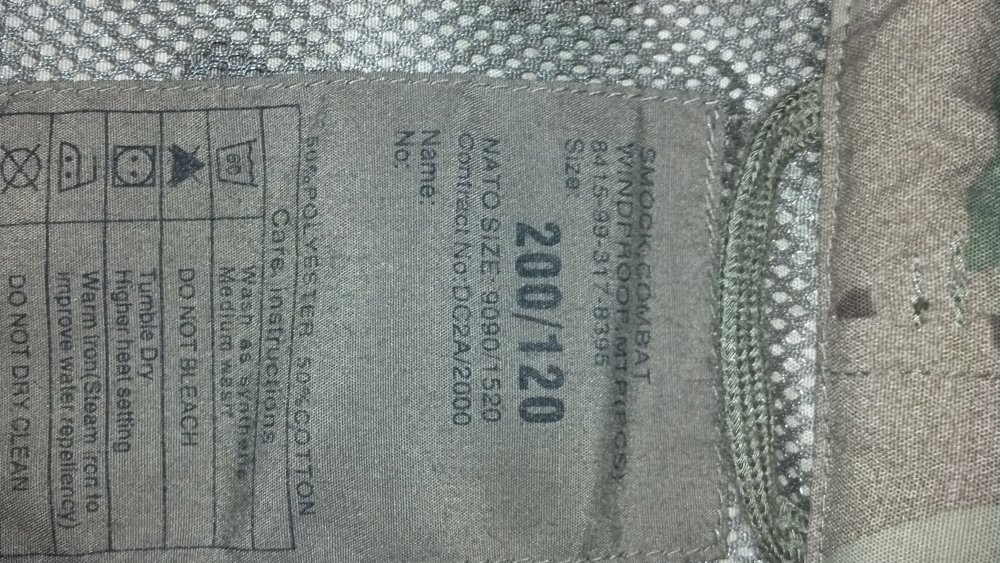 SMOCK, COMBAT
WINDPROOF, MTP (PCS)
8415-99-317-8395
Size:
200/120
NATO SIZE 9090/1520
Contract No DC2A/2000
Name:
No:
50% POLYESTER 50% COTTON
Care instructions
60
Wash as synthetic
Medium wash
DO NOT BLEACH
Tumble Dry
Higher heat setting
Warm Iron(Steam iron to
improve water repellency)
DO NOT DRY CLEAN